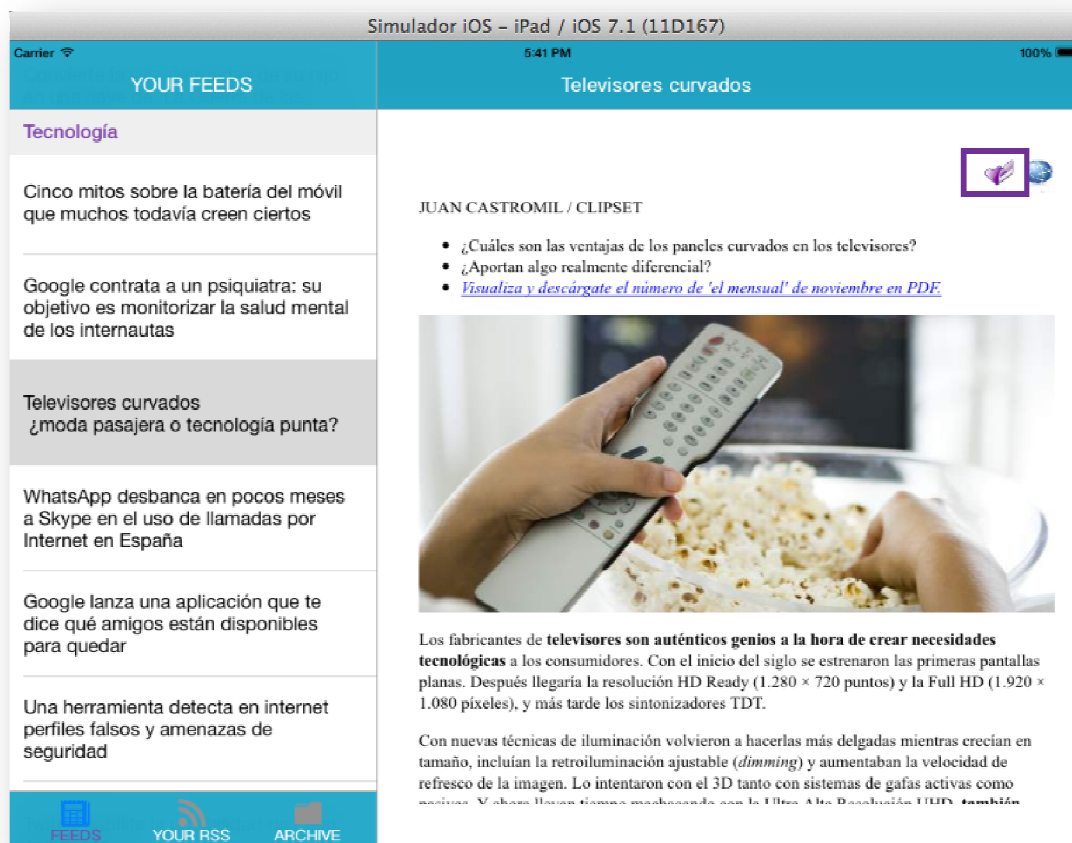 Simulador iOS – iPad / iOS 7.1 (11D167)
Carrier
5:41 PM
100%
YOUR FEEDS
Televisores curvados
Tecnología
Cinco mitos sobre la batería del móvil
que muchos todavía creen ciertos
Google contrata a un psiquiatra: su
objetivo es monitorizar la salud mental
de los internautas
Televisores curvados
¿moda pasajera o tecnología punta?
WhatsApp desbanca en pocos meses
a Skype en el uso de llamadas por
Internet en España
Google lanza una aplicación que te
dice qué amigos están disponibles
para quedar
Una herramienta detecta en internet
perfiles falsos y amenazas de
seguridad
FEEDS
YOUR RSS
ARCHIVE
JUAN CASTROMIL / CLIPSET
• ¿Cuáles son las ventajas de los paneles curvados en los televisores?
• ¿Aportan algo realmente diferencial?
• Visualiza y descárgate el número de 'el mensual' de noviembre en PDF.
Los fabricantes de televisores son auténticos genios a la hora de crear necesidades
tecnológicas a los consumidores. Con el inicio del siglo se estrenaron las primeras pantallas
planas. Después llegaría la resolución HD Ready (1.280 × 720 puntos) y la Full HD (1.920 ×
1.080 píxeles), y más tarde los sintonizadores TDT.
Con nuevas técnicas de iluminación volvieron a hacerlas más delgadas mientras crecían en
tamaño, incluían la retroiluminación ajustable (dimming) y aumentaban la velocidad de
refresco de la imagen. Lo intentaron con el 3D tanto con sistemas de gafas activas como